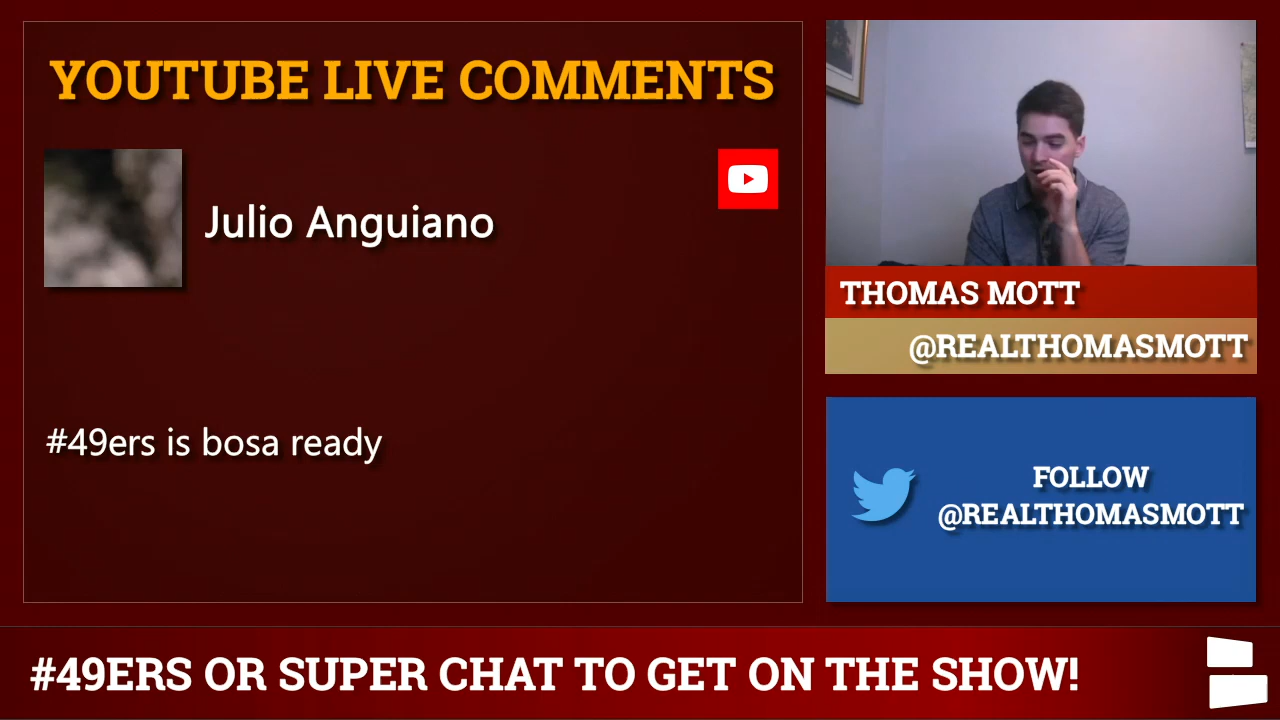 YOUTUBE LIVE COMMENTS
Julio Anguiano
#49ers is bosa ready
THOMAS MOTT
@REALTHOMASMOTT
FOLLOW
@REALTHOMASMOTT
#49ERS OR SUPER CHAT TO GET ON THE SHOW!